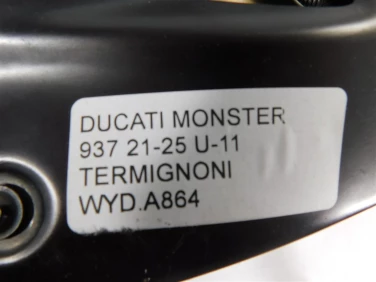 DUCATI MONSTER
937 21-25 U-11
TERMIGNONI
WYD.A864